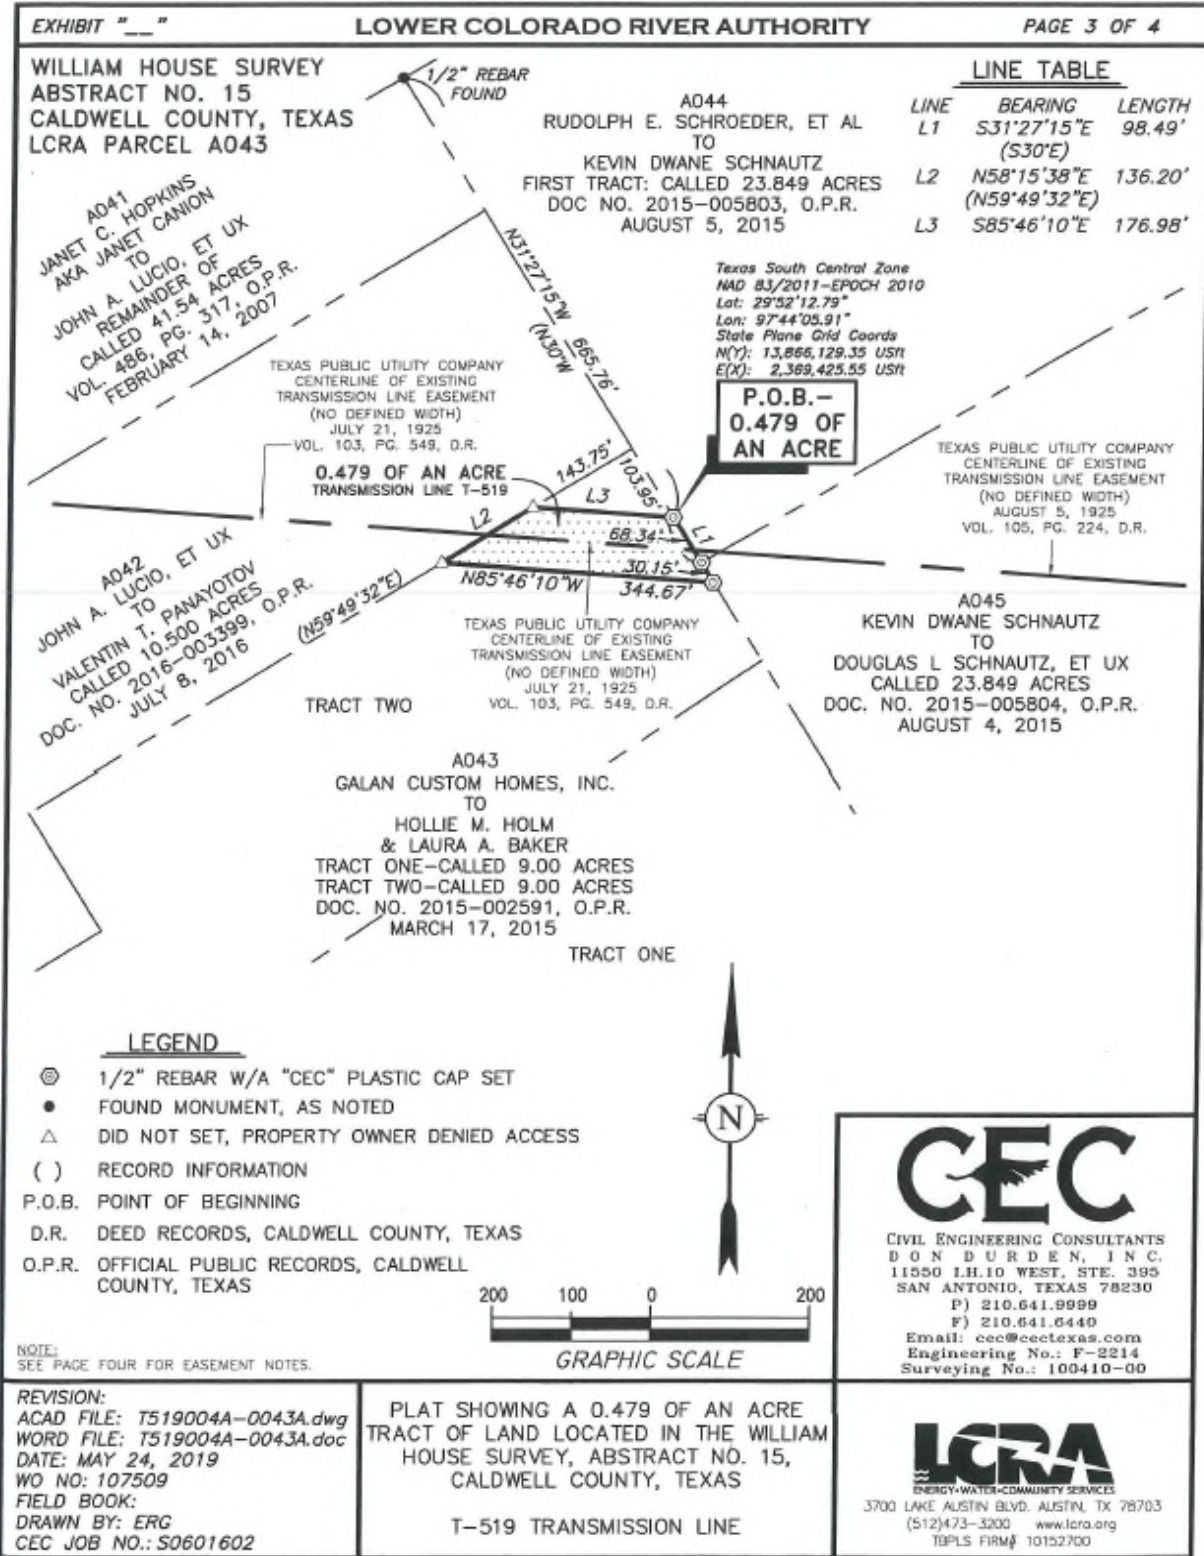 EXHIBIT "__"
LOWER COLORADO RIVER AUTHORITY
PAGE 3 OF 4
WILLIAM HOUSE SURVEY
ABSTRACT NO. 15
CALDWELL COUNTY, TEXAS
LCRA PARCEL A043
1/2" REBAR
FOUND
A044
RUDOLPH E. SCHROEDER, ET AL
TO
KEVIN DWANE SCHNAUTZ
FIRST TRACT: CALLED 23.849 ACRES
DOC NO. 2015-005803, O.P.R.
AUGUST 5, 2015
LINE TABLE
LINE BEARING LENGTH
L1 S31°27'15"E 98.49'
(S30°E)
L2 N58°15'38"E 136.20'
(N59°49'32"E)
L3 S85°46'10"E 176.98'
A041
JANET C. HOPKINS
AKA JANET CANION
TO
JOHN A. LUCIO, ET UX
REMAINDER OF
CALLED 41.54 ACRES
VOL. 486, PG. 317, O.P.R.
FEBRUARY 14, 2007
N31°27'15"W 665.76'
(N30°W
Texas South Central Zone
NAD 83/2011-EPOCH 2010
Lat: 29°52'12.79"
Lon: 97°44'05.91"
State Plane Grid Coords
N(Y): 13,866,129.35 USft
E(X): 2,369,425.55 USft
P.O.B.-
0.479 OF
AN ACRE
TEXAS PUBLIC UTILITY COMPANY
CENTERLINE OF EXISTING
TRANSMISSION LINE EASEMENT
(NO DEFINED WIDTH)
JULY 21, 1925
VOL. 103, PG. 549, D.R.
0.479 OF AN ACRE
TRANSMISSION LINE T-519
143.75'
103.95'
L3
L2
L1
68.34'
30.15'
N85°46'10"W 344.67'
TEXAS PUBLIC UTILITY COMPANY
CENTERLINE OF EXISTING
TRANSMISSION LINE EASEMENT
(NO DEFINED WIDTH)
AUGUST 5, 1925
VOL. 105, PG. 224, D.R.
A042
JOHN A. LUCIO, ET UX
TO
VALENTIN T. PANAYOTOV
CALLED 10.500 ACRES
DOC. NO. 2016-003399, O.P.R.
JULY 8, 2016
(N59°49'32"E)
TEXAS PUBLIC UTILITY COMPANY
CENTERLINE OF EXISTING
TRANSMISSION LINE EASEMENT
(NO DEFINED WIDTH)
JULY 21, 1925
VOL. 103, PG. 549, D.R.
A045
KEVIN DWANE SCHNAUTZ
TO
DOUGLAS L SCHNAUTZ, ET UX
CALLED 23.849 ACRES
DOC. NO. 2015-005804, O.P.R.
AUGUST 4, 2015
TRACT TWO
A043
GALAN CUSTOM HOMES, INC.
TO
HOLLIE M. HOLM
& LAURA A. BAKER
TRACT ONE-CALLED 9.00 ACRES
TRACT TWO-CALLED 9.00 ACRES
DOC. NO. 2015-002591, O.P.R.
MARCH 17, 2015
TRACT ONE
LEGEND
1/2" REBAR W/A "CEC" PLASTIC CAP SET
FOUND MONUMENT, AS NOTED
DID NOT SET, PROPERTY OWNER DENIED ACCESS
( ) RECORD INFORMATION
P.O.B. POINT OF BEGINNING
D.R. DEED RECORDS, CALDWELL COUNTY, TEXAS
O.P.R. OFFICIAL PUBLIC RECORDS, CALDWELL
COUNTY, TEXAS
N
200 100 0 200
GRAPHIC SCALE
NOTE:
SEE PAGE FOUR FOR EASEMENT NOTES.
CEC
CIVIL ENGINEERING CONSULTANTS
DON DURDEN, INC.
11550 I.H.10 WEST, STE. 395
SAN ANTONIO, TEXAS 78230
P) 210.641.9999
F) 210.641.6440
Email: cec@cectexas.com
Engineering No.: F-2214
Surveying No.: 100410-00
REVISION:
ACAD FILE: T519004A-0043A.dwg
WORD FILE: T519004A-0043A.doc
DATE: MAY 24, 2019
WO NO: 107509
FIELD BOOK:
DRAWN BY: ERG
CEC JOB NO.: S0601602
PLAT SHOWING A 0.479 OF AN ACRE
TRACT OF LAND LOCATED IN THE WILLIAM
HOUSE SURVEY, ABSTRACT NO. 15,
CALDWELL COUNTY, TEXAS
T-519 TRANSMISSION LINE
LCRA
ENERGY•WATER•COMMUNITY SERVICES
3700 LAKE AUSTIN BLVD. AUSTIN, TX 78703
(512)473-3200 www.lcra.org
TBPLS FIRM# 10152700